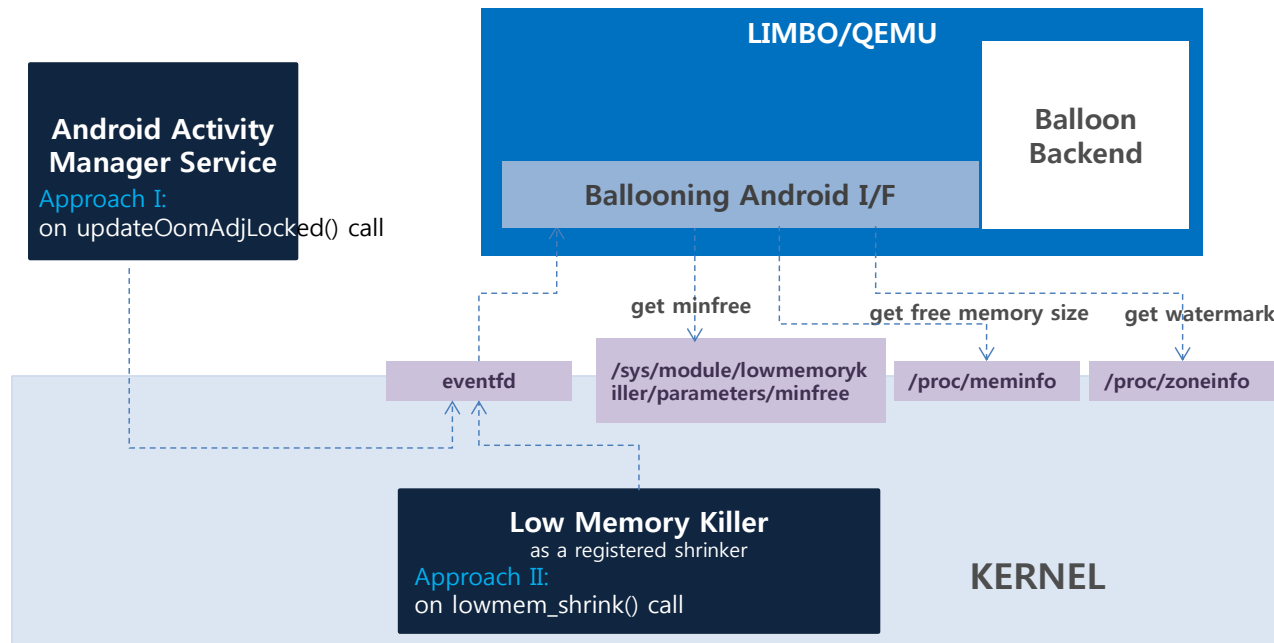 LIMBO/QEMU
Android Activity
Manager Service
Approach I:
on updateOomAdjLocked() call
Balloon
Backend
Ballooning Android I/F
get minfree
get free memory size
get watermark
eventfd
/sys/module/lowmemoryk
iller/parameters/minfree
/proc/meminfo
/proc/zoneinfo
Low Memory Killer
as a registered shrinker
Approach II:
on lowmem_shrink() call
KERNEL